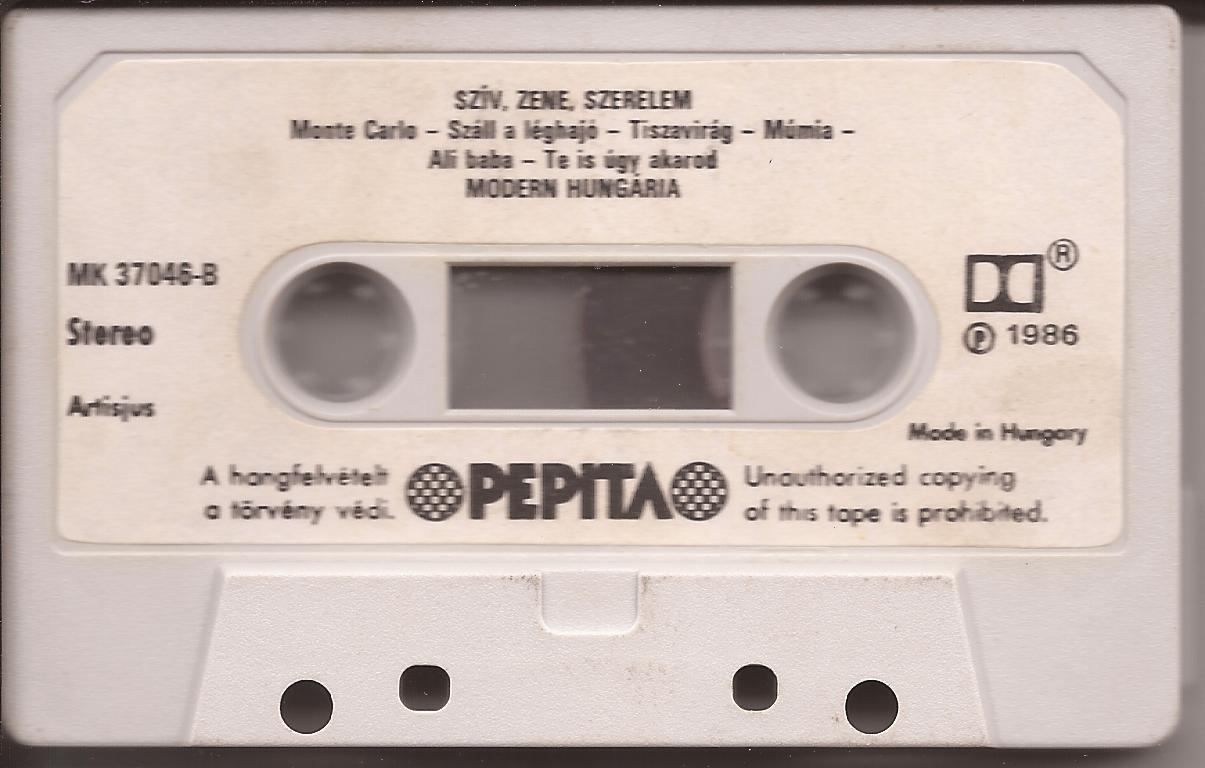 SZÍV, ZENE, SZERELEM
Monte Carlo – Száll a léghajó – Tiszavirág – Múmia –
Ali baba – Te is úgy akarod
MODERN HUNGÁRIA
MK 37046-B
Stereo
Artisjus
® 
℗ 1986
Made in Hungary
A hangfelvételt
a törvény védi.
PEPITA
Unauthorized copying
of this tape is prohibited.